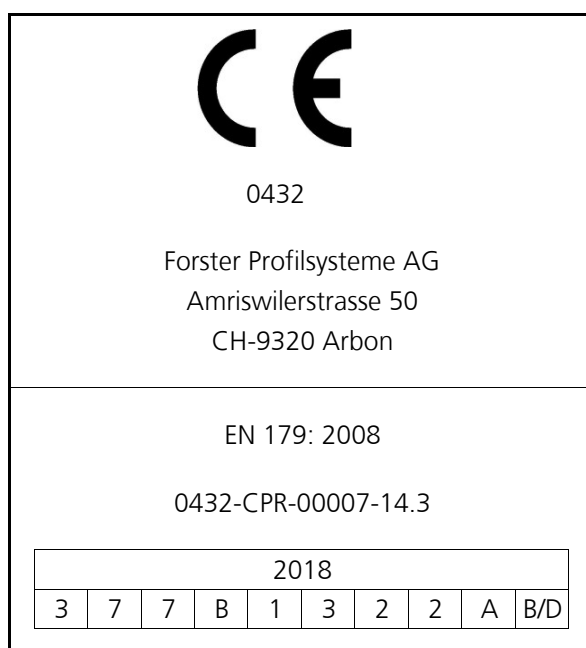 CE
0432
Forster Profilsysteme AG
Amriswilerstrasse 50
CH-9320 Arbon
EN 179: 2008
0432-CPR-00007-14.3
2018
3 7 7 B 1 3 2 2 A B/D